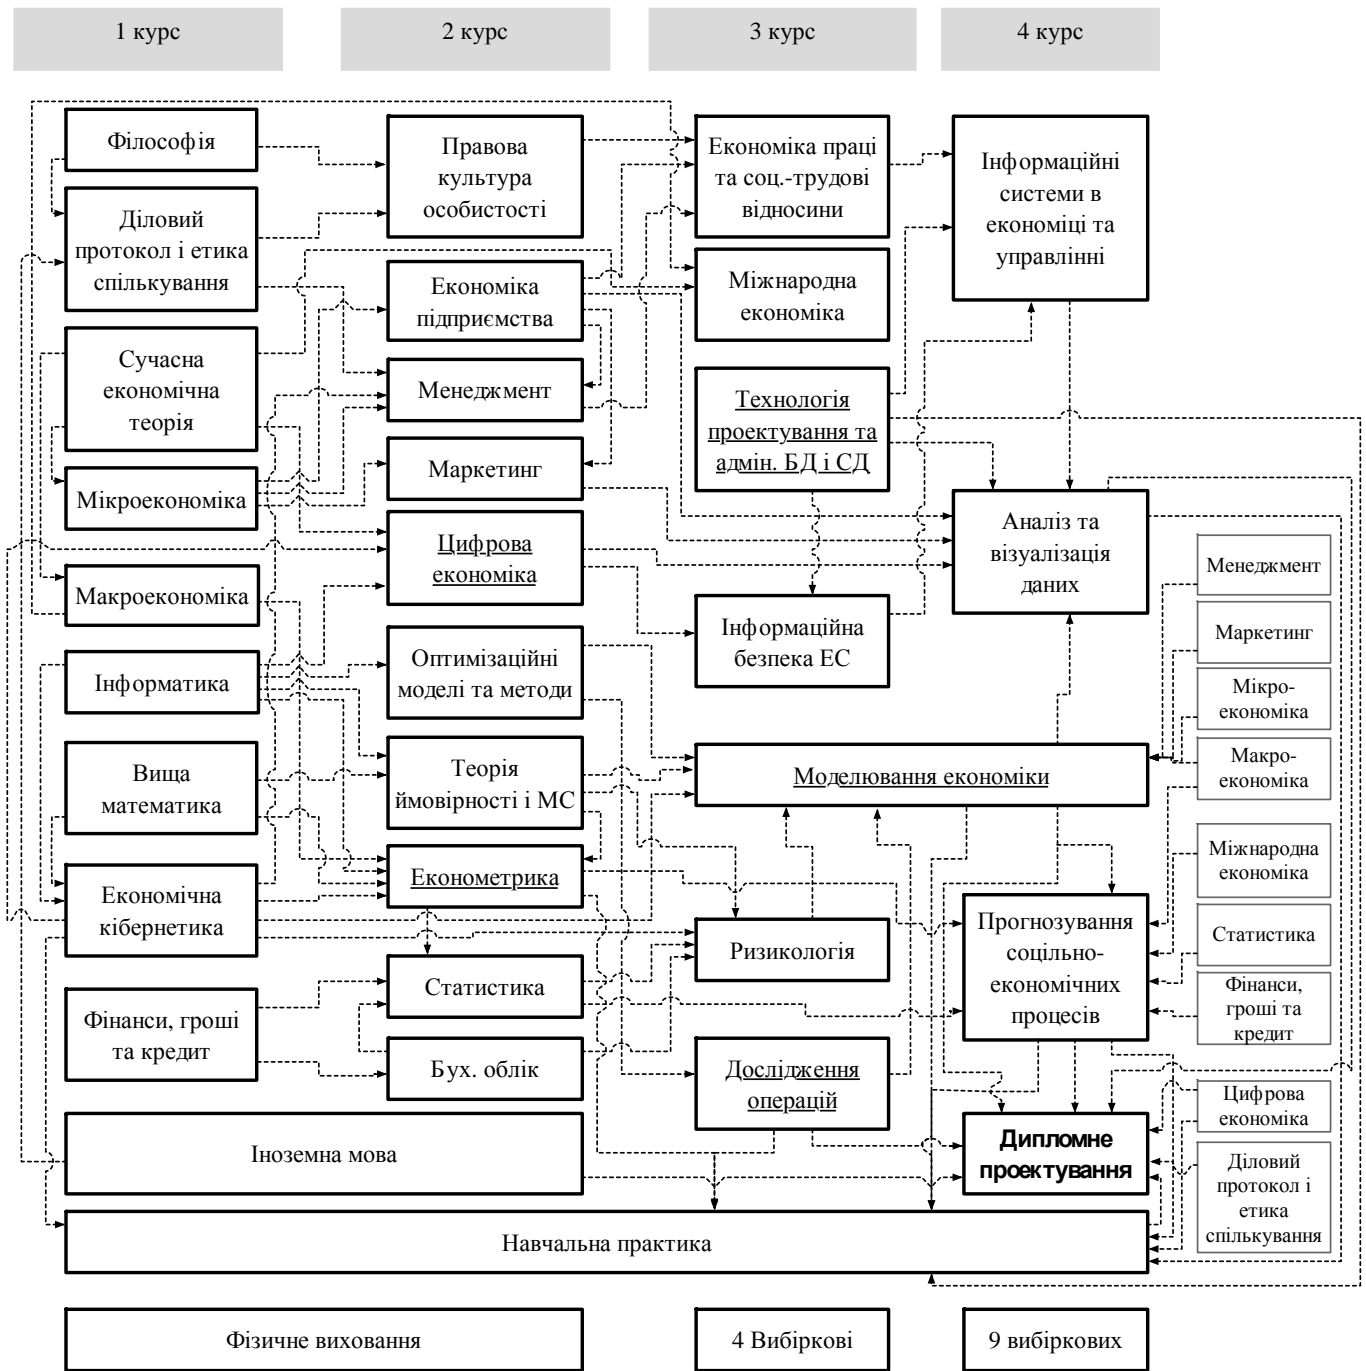 1 курс
2 курс
3 курс
4 курс
Філософія
Діловий
протокол і етика
спількування
Сучасна
економічна
теорія
Мікроекономіка
Макроекономіка
Інформатика
Вища
математика
Економічна
кібернетика
Фінанси, гроші
та кредит
Іноземна мова
Навчальна практика
Фізичне виховання
Правова
культура
особистості
Економіка
підприємства
Менеджмент
Маркетинг
Цифрова
економіка
Оптимізаційні
моделі та методи
Теорія
ймовірності і МС
Економетрика
Статистика
Бух. облік
Економіка праці
та соц.-трудові
відносини
Міжнародна
економіка
Технологія
проектування та
адмін. БД і СД
Інформаційна
безпека ЕС
Моделювання економіки
Ризикологія
Дослідження
операцій
4 Вибіркові
Інформаційні
системи в
економіці та
управлінні
Аналіз та
візуалізація
даних
Прогнозування
соцільно-
економічних
процесів
Дипломне
проектування
9 вибіркових
Менеджмент
Маркетинг
Мікро-
економіка
Макро-
економіка
Міжнародна
економіка
Статистика
Фінанси,
гроші та
кредит
Цифрова
економіка
Діловий
протокол і
етика
спількування